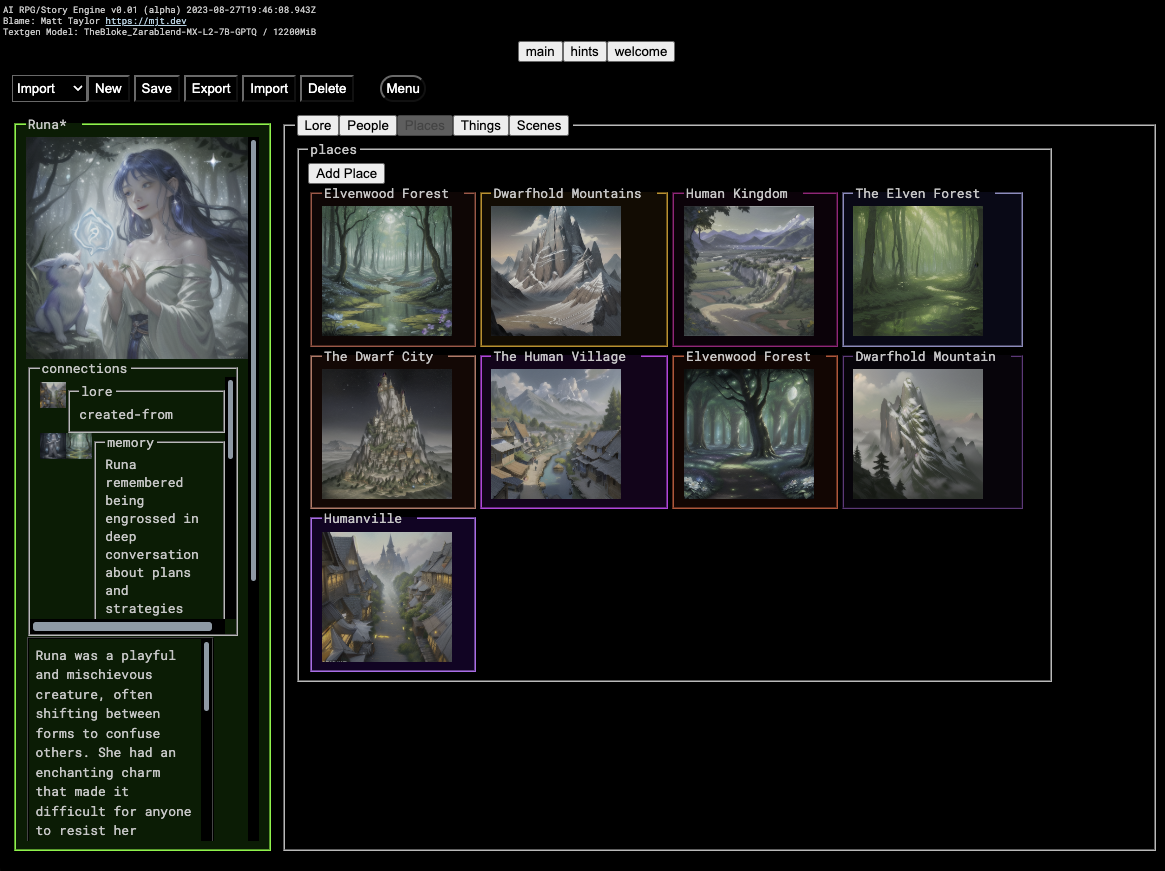 AI RPG/Story Engine v0.01 (alpha) 2023-08-27T19:46:08.943Z
Blame: Matt Taylor https://mjt.dev
Textgen Model: TheBloke_Zarablend-MX-L2-7B-GPTQ / 12200MiB
main hints welcome
Import New Save Export Import Delete Menu
Runa*
connections
lore
created-from
memory
Runa
remembered
being
engrossed in
deep
conversation
about plans
and
strategies
Runa was a playful
and mischievous
creature, often
shifting between
forms to confuse
others. She had an
enchanting charm
that made it
difficult for anyone
to resist her
Lore People Places Things Scenes
places
Add Place
Elvenwood Forest
Dwarfhold Mountains
Human Kingdom
The Elven Forest
The Dwarf City
The Human Village
Elvenwood Forest
Dwarfhold Mountain
Humanville